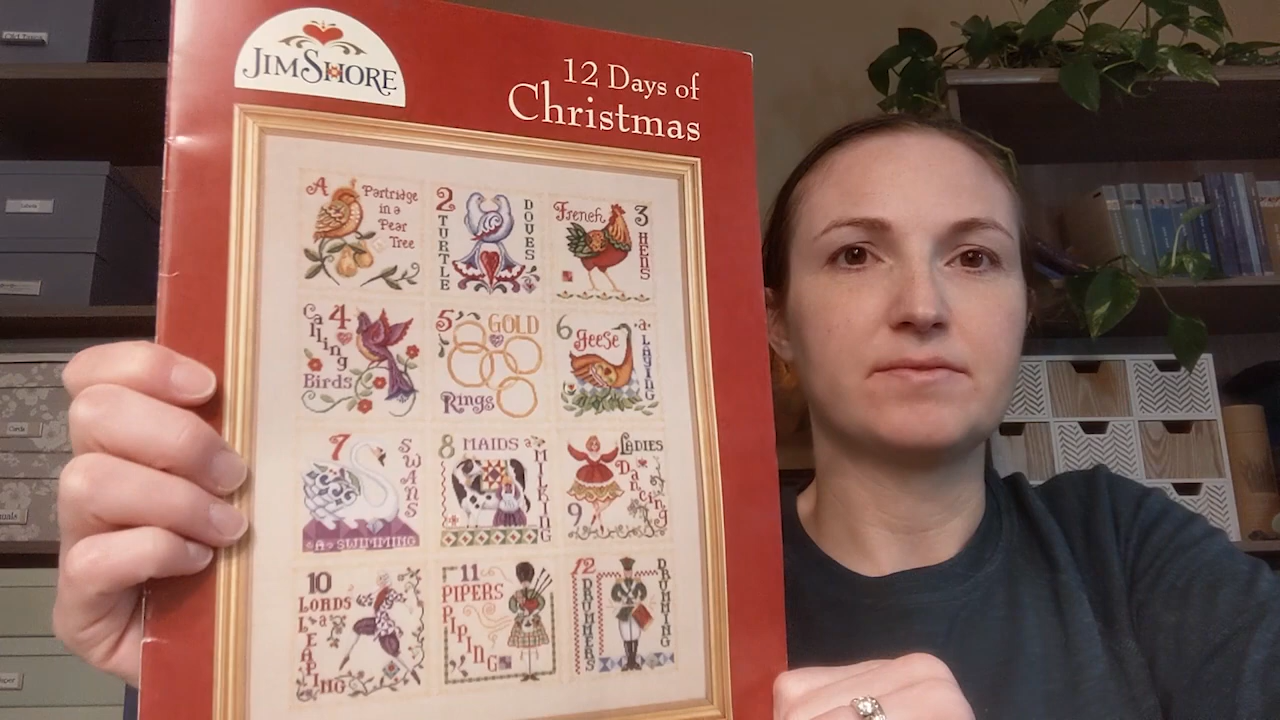 JIM SHORE
12 Days of
Christmas
A Partridge
in a
Pear
Tree
2 TURTLE
DOVES
French 3
HENS
4 Calling
Birds
5 GOLD
Rings
6 geese
a-LAYING
7 SWANS
A SWIMMING
8 MAIDS a
MILKING
9 LADIES
Dancing
10
LORDS
a LEAPING
11
PIPERS
PIPING
12 DRUMMERS
DRUMMING